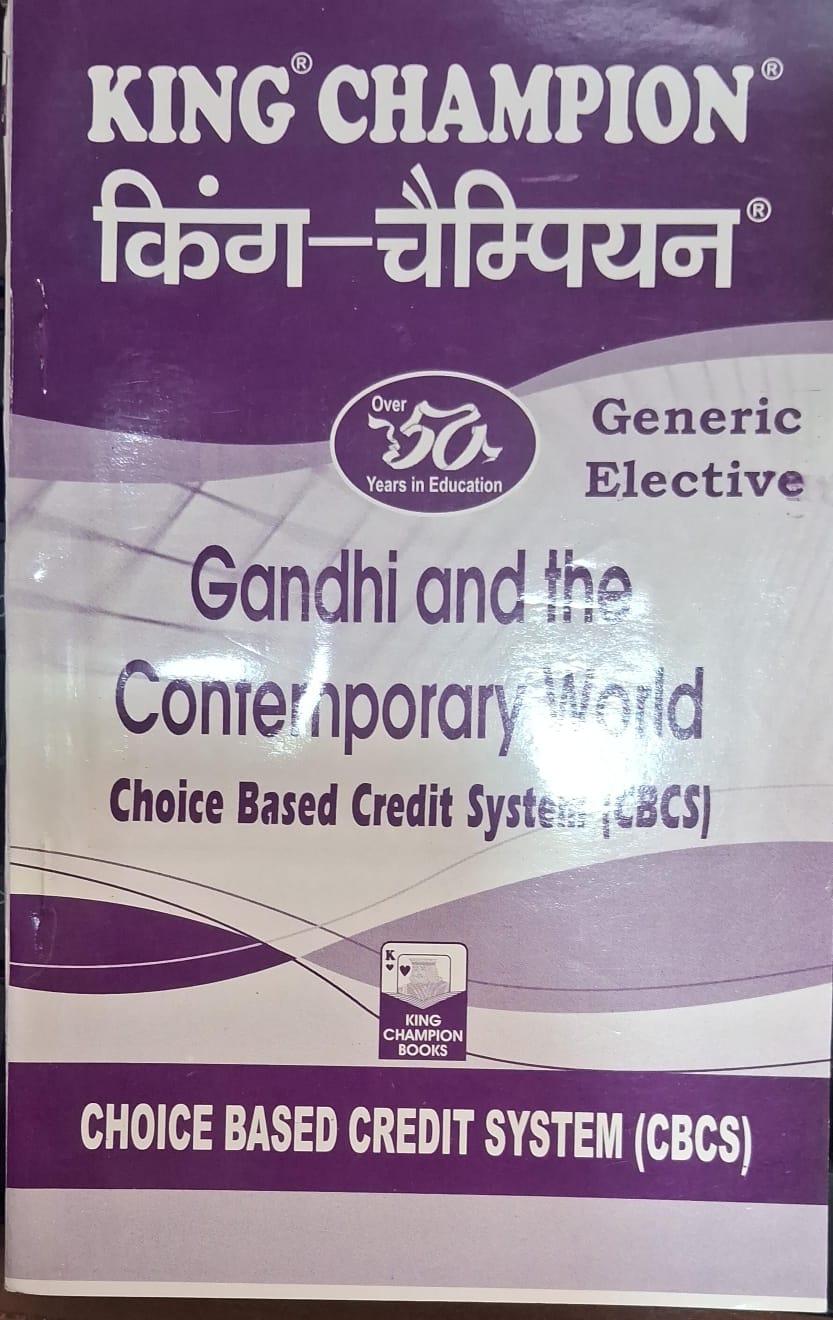 KING® CHAMPION®
किंग–चैम्पियन®
Over
50
Years in Education
Generic
Elective
Gandhi and the
Contemporary World
Choice Based Credit System (CBCS)
K
KING
CHAMPION
BOOKS
CHOICE BASED CREDIT SYSTEM (CBCS)